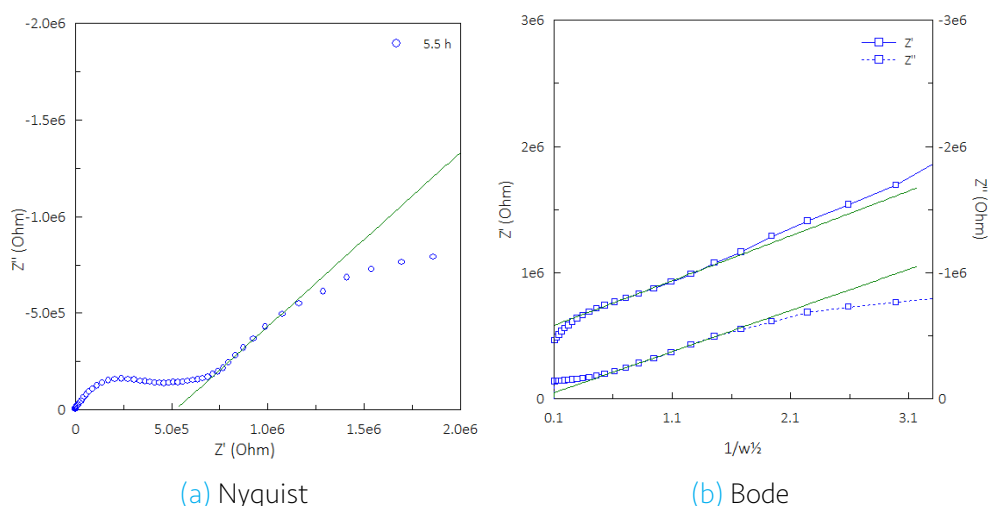 -2.0e6
-1.5e6
-1.0e6
-5.0e5
0
Z'' (Ohm)
5.5 h
0
5.0e5
1.0e6
1.5e6
2.0e6
Z' (Ohm)
(a) Nyquist
3e6
2e6
1e6
0
Z' (Ohm)
Z'
Z''
-3e6
-2e6
-1e6
0
Z'' (Ohm)
0.1
1.1
2.1
3.1
1/w½
(b) Bode